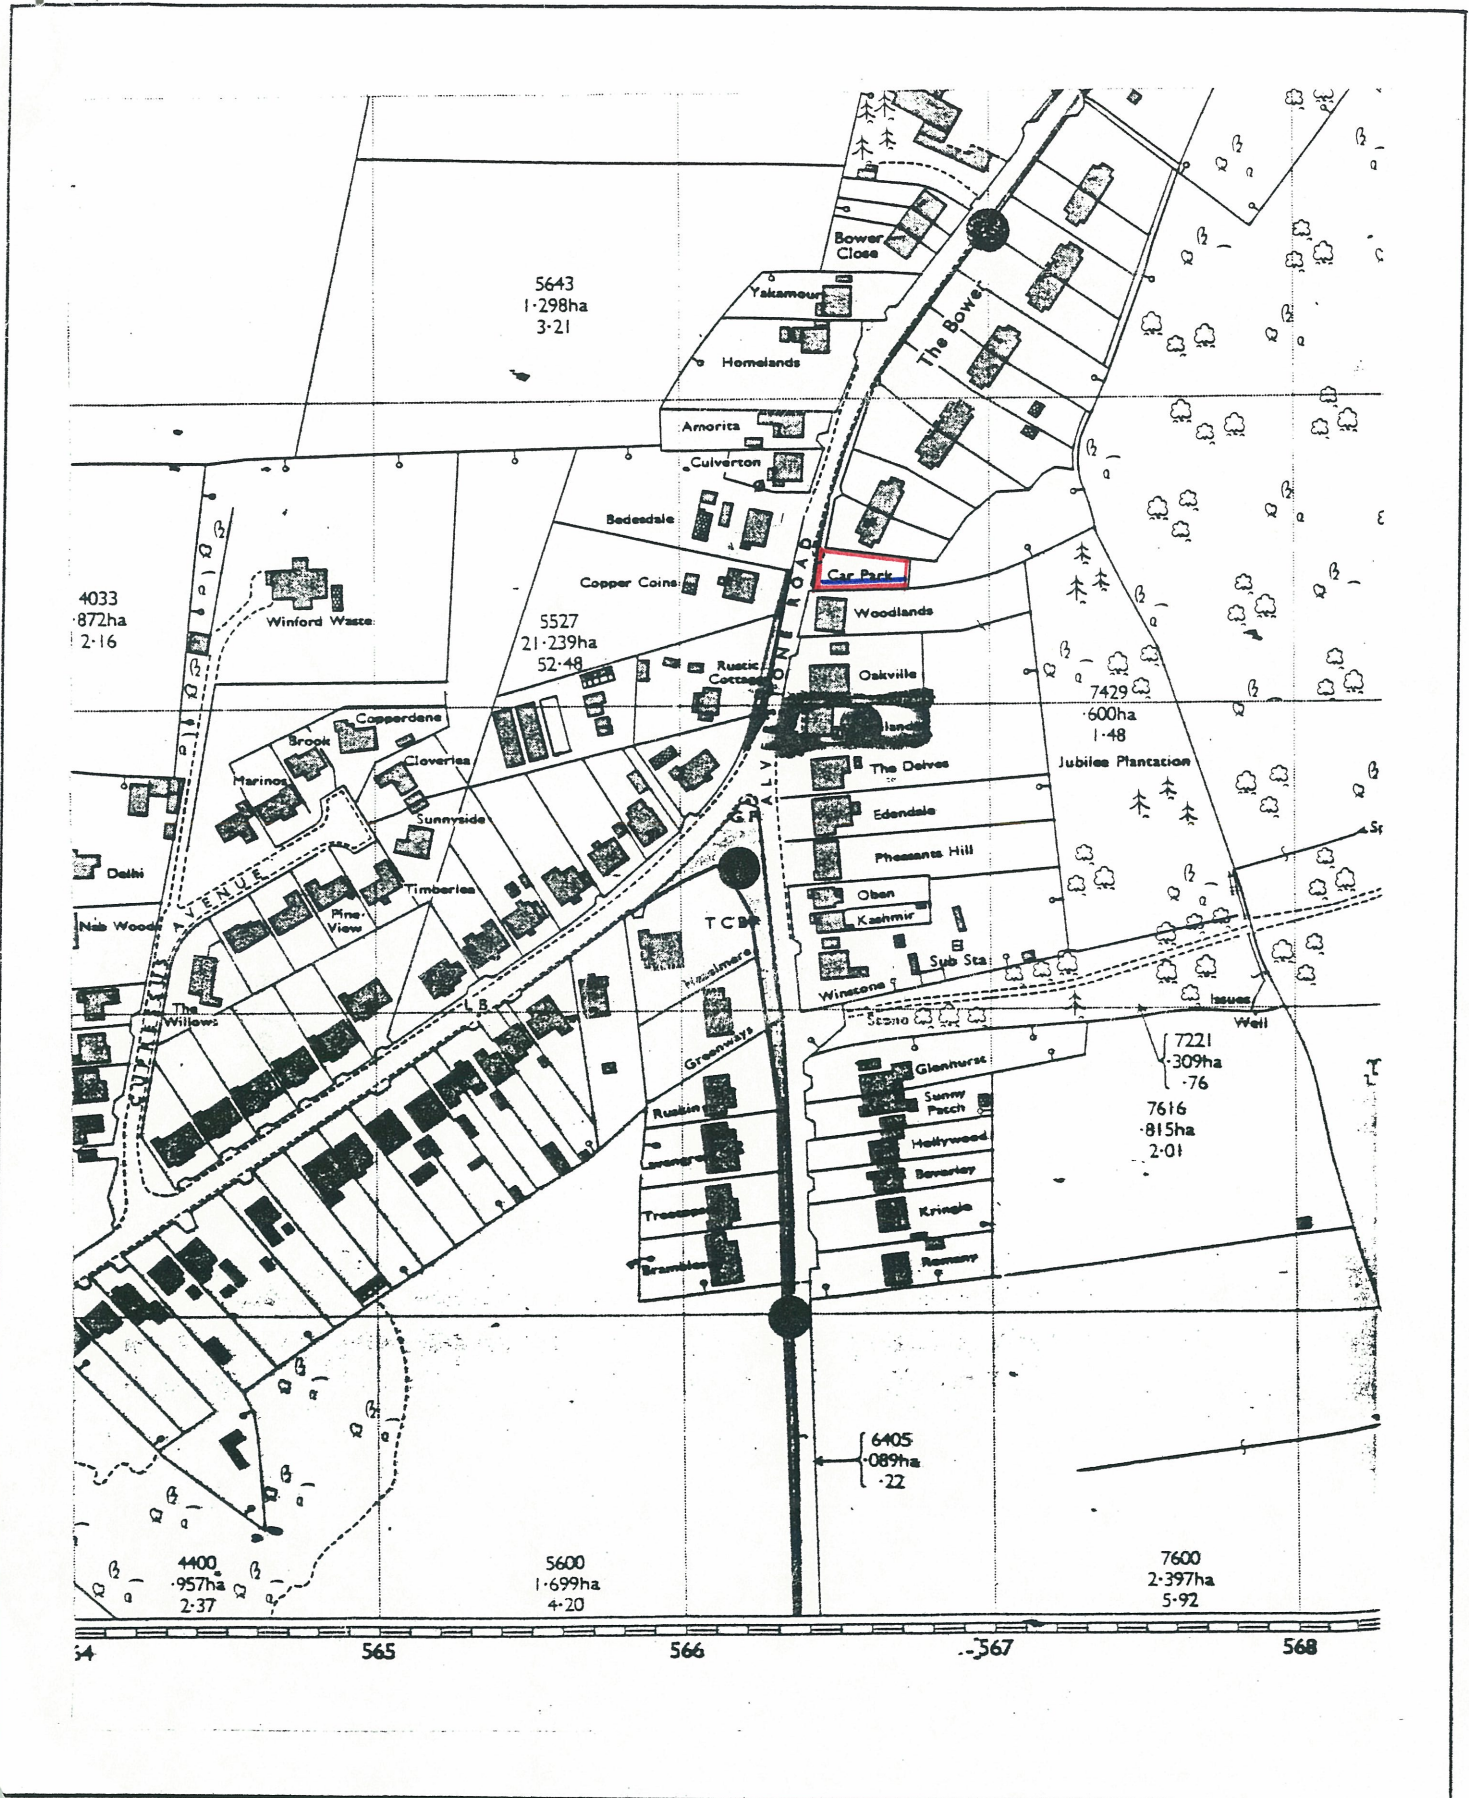 Bower
Close
5643
1·298ha
3·21
Yakamour
The Bower
Homelands
Amorita
Culverton
Bedesdale
Car Park
Copper Coins
4033
·872ha
2·16
Winford Waste
5527
21·239ha
52·48
Woodlands
Rustic
Cottage
Oakville
7429
·600ha
1·48
Copperdene
Brook
Cloverlea
The Delves
Jubilee Plantation
Marinos
Edendale
Sunnyside
G.P.
Pheasants Hill
Delhi
AVENUE
Timberlea
Oban
Pine
View
Kashmir
Nab Wood
T C B
Sub Sta
Winstone
The
Willows
L B
Greenways
Issues
Well
7221
·309ha
·76
Glenhurst
Sunny
Patch
7616
·815ha
2·01
Ruskin
Hollywood
Beverley
Kringle
Romany
6405
·089ha
·22
4400
·957ha
2·37
5600
1·699ha
4·20
7600
2·397ha
5·92
565
566
567
568